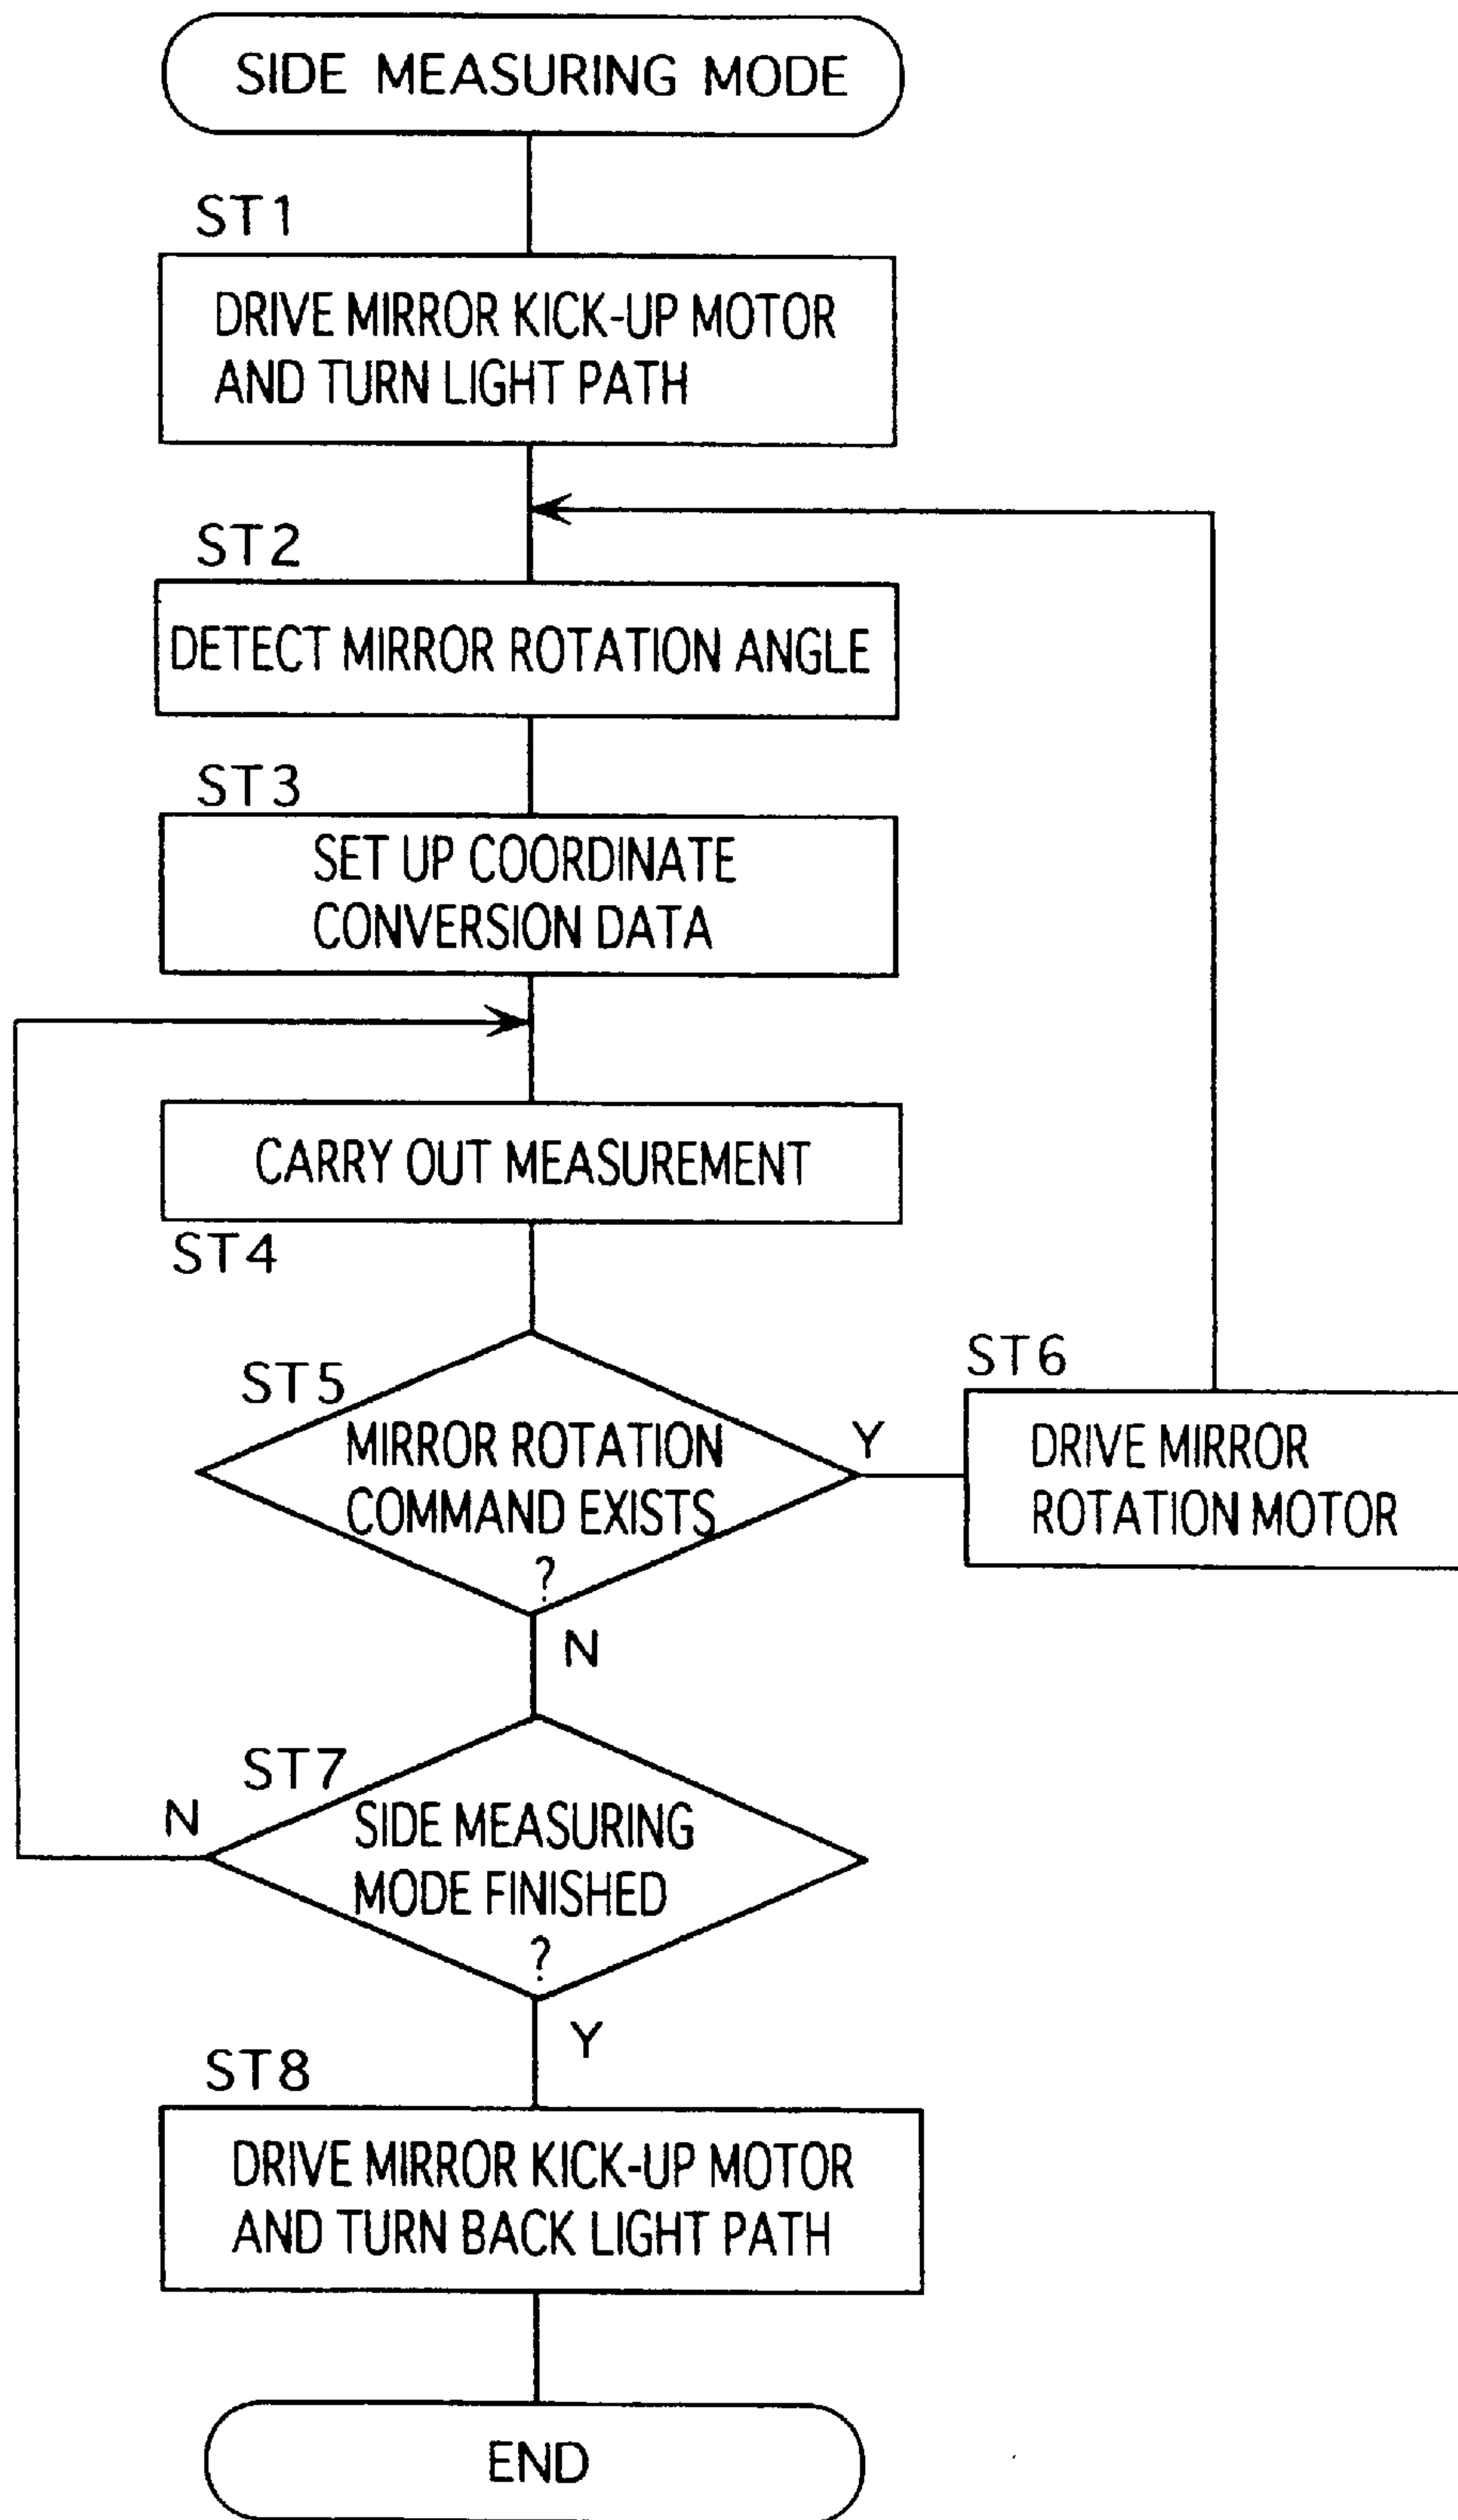 SIDE MEASURING MODE
ST1
DRIVE MIRROR KICK-UP MOTOR
AND TURN LIGHT PATH
ST2
DETECT MIRROR ROTATION ANGLE
ST3
SET UP COORDINATE
CONVERSION DATA
CARRY OUT MEASUREMENT
ST4
ST5
MIRROR ROTATION
COMMAND EXISTS
?
Y
ST6
DRIVE MIRROR
ROTATION MOTOR
N
ST7
N
SIDE MEASURING
MODE FINISHED
?
Y
ST8
DRIVE MIRROR KICK-UP MOTOR
AND TURN BACK LIGHT PATH
END